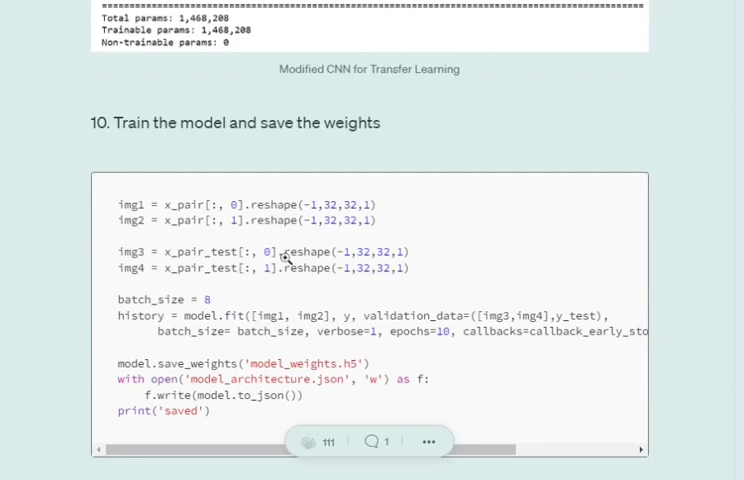 Total params: 1,468,208
Trainable params: 1,468,208
Non-trainable params: 0
Modified CNN for Transfer Learning
10. Train the model and save the weights
img1 = x_pair[:, 0].reshape(-1,32,32,1)
img2 = x_pair[:, 1].reshape(-1,32,32,1)
img3 = x_pair_test[:, 0].reshape(-1,32,32,1)
img4 = x_pair_test[:, 1].reshape(-1,32,32,1)
batch_size = 8
history = model.fit([img1, img2], y, validation_data=([img3,img4],y_test),
batch_size= batch_size, verbose=1, epochs=10, callbacks=callback_early_sto
model.save_weights('model_weights.h5')
with open('model_architecture.json', 'w') as f:
f.write(model.to_json())
print('saved')
111
1